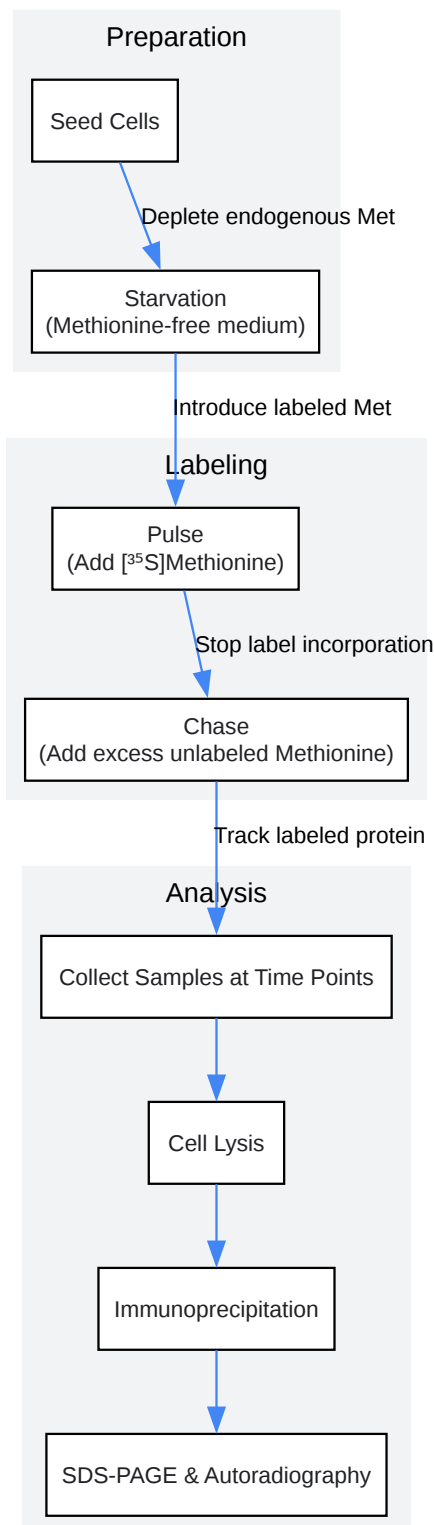 Preparation
Seed Cells
Deplete endogenous Met
Starvation
(Methionine-free medium)
Introduce labeled Met
Labeling
Pulse
(Add [³⁵S]Methionine)
Stop label incorporation
Chase
(Add excess unlabeled Methionine)
Track labeled protein
Analysis
Collect Samples at Time Points
Cell Lysis
Immunoprecipitation
SDS-PAGE & Autoradiography